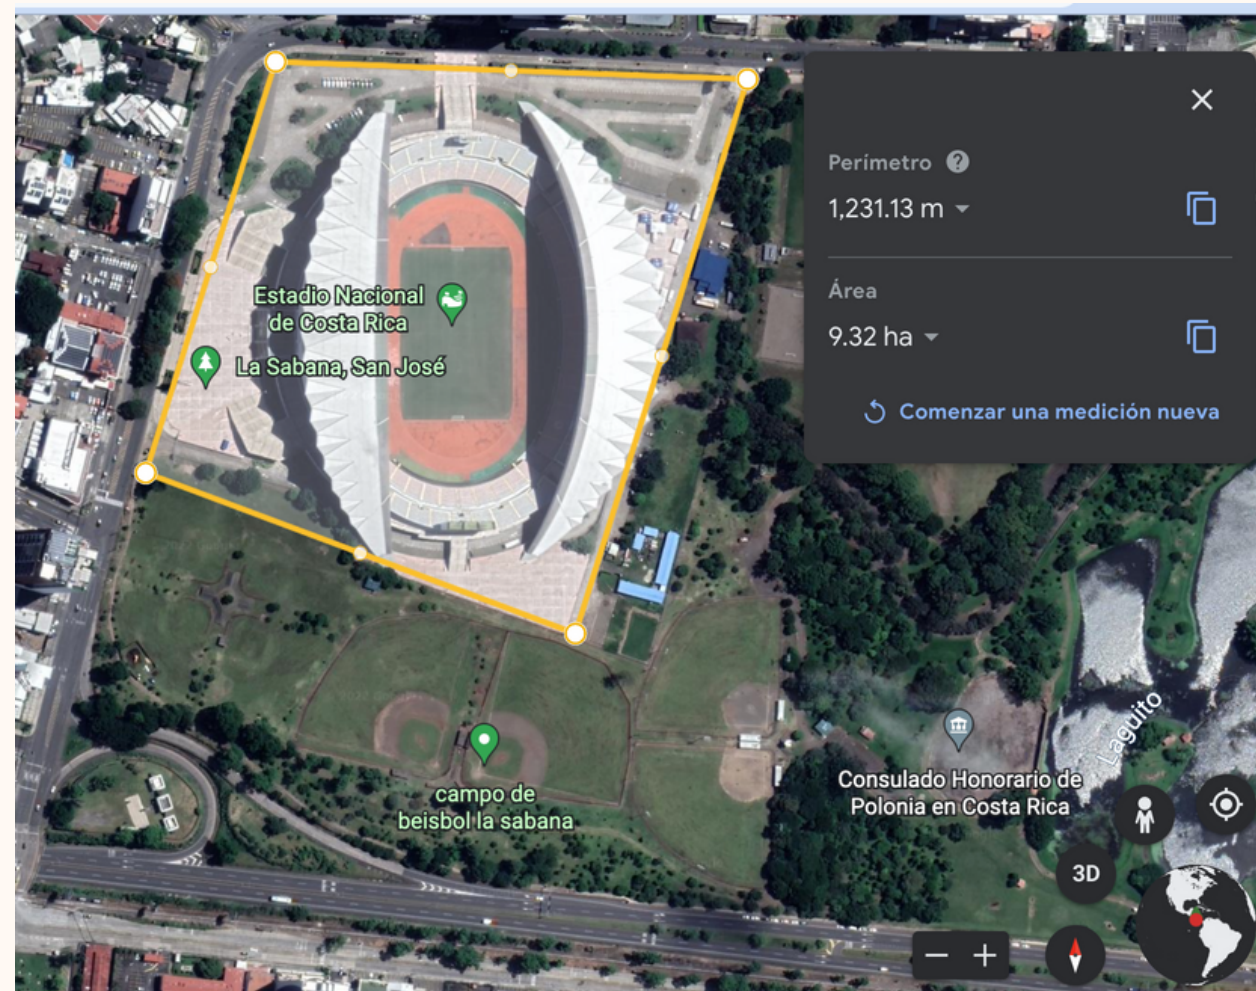 Perímetro ?
1,231.13 m
Área
9.32 ha
Comenzar una medición nueva
Estadio Nacional
de Costa Rica
La Sabana, San José
campo de
beisbol la sabana
Laguito
Consulado Honorario de
Polonia en Costa Rica
3D